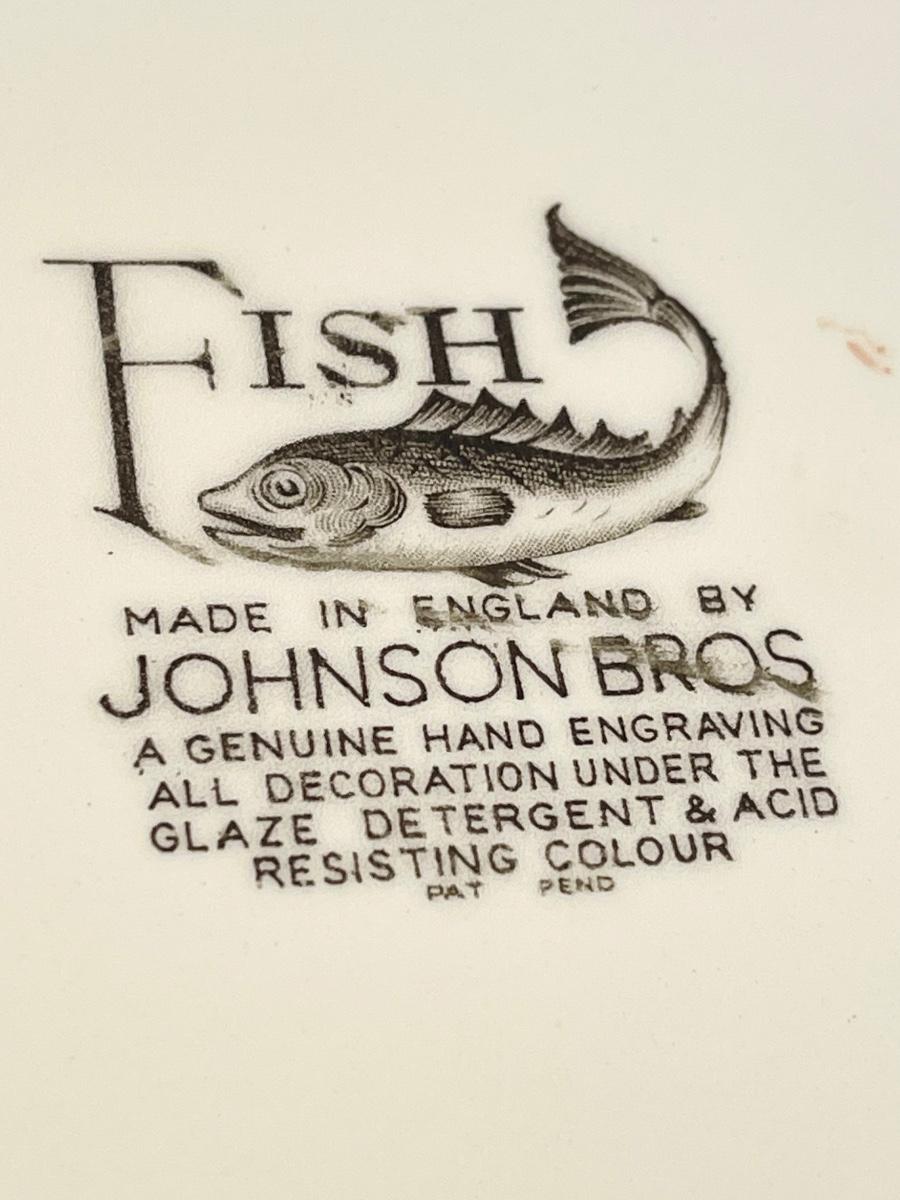 FISH
MADE IN ENGLAND BY
JOHNSON BROS
A GENUINE HAND ENGRAVING
ALL DECORATION UNDER THE
GLAZE DETERGENT & ACID
RESISTING COLOUR
PAT PEND